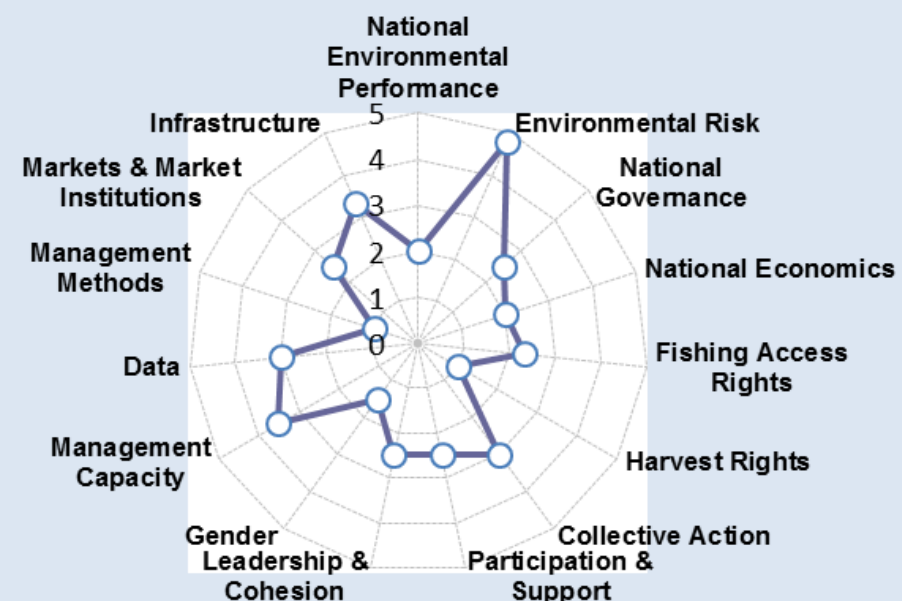 National
Environmental
Performance
5
Infrastructure
Environmental Risk
4
Markets & Market
Institutions
National
Governance
3
Management
Methods
2
National Economics
1
0
Data
Fishing Access
Rights
Management
Capacity
Harvest Rights
Gender
Collective Action
Leadership &
Cohesion
Participation &
Support